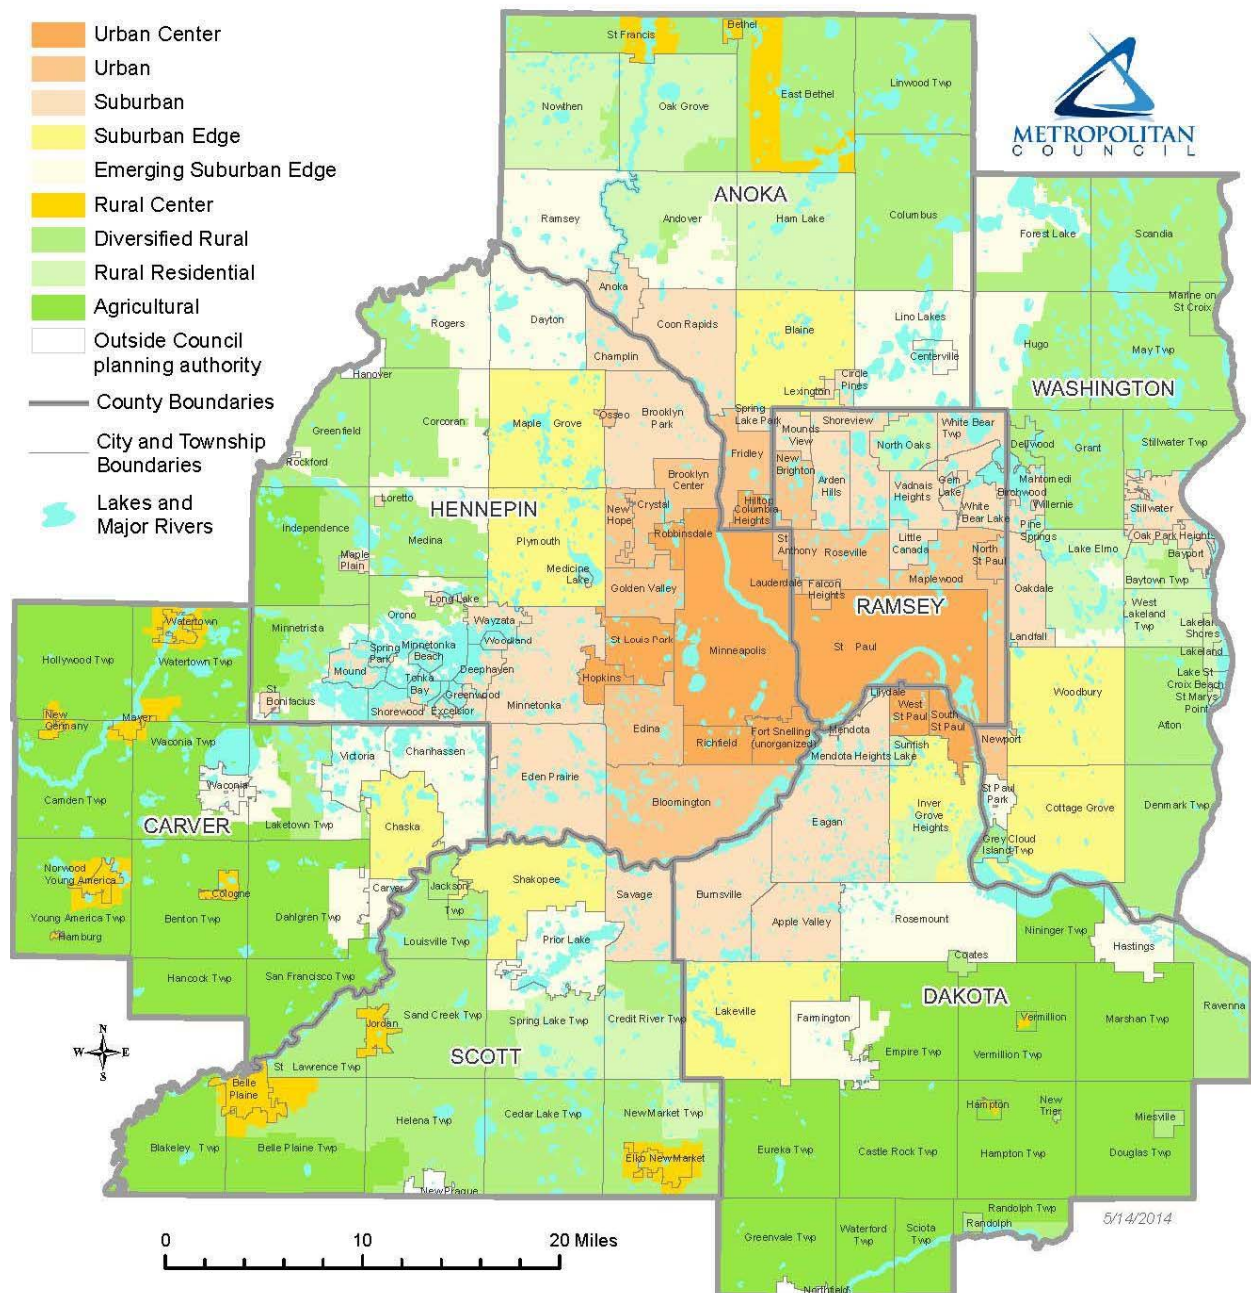 Urban Center
Urban
Suburban
Suburban Edge
Emerging Suburban Edge
Rural Center
Diversified Rural
Rural Residential
Agricultural
Outside Council
planning authority
County Boundaries
City and Township
Boundaries
Lakes and
Major Rivers
METROPOLITAN
COUNCIL
ANOKA
St Francis
Bethel
Nowthen
Oak Grove
East Bethel
Linwood Twp
Ramsey
Andover
Ham Lake
Columbus
Anoka
Coon Rapids
Blaine
Lino Lakes
Centerville
Circle
Pines
Lexington
Spring
Lake Park
Fridley
Hilltop
Columbia
Heights
WASHINGTON
Forest Lake
Scandia
Marine on
St Croix
Hugo
May Twp
Dellwood
Grant
Stillwater Twp
Mahtomedi
Birchwood
Willernie
Pine
Springs
Stillwater
Oak Park Heights
Bayport
Lake Elmo
Baytown Twp
Oakdale
West
Lakeland
Twp
Lakeland
Shores
Lakeland
Landfall
Lake St
Croix Beach
St Marys
Point
Woodbury
Afton
Newport
St Paul
Park
Cottage Grove
Denmark Twp
Grey Cloud
Island Twp
HENNEPIN
Rogers
Dayton
Champlin
Hanover
Corcoran
Maple Grove
Osseo
Brooklyn
Park
Greenfield
Rockford
Loretto
Brooklyn
Center
Independence
Medina
Plymouth
New
Hope
Crystal
Robbinsdale
Maple
Plain
Medicine
Lake
Golden Valley
Long Lake
Orono
Wayzata
Minnetrista
Woodland
Minnetonka
Beach
Spring
Park
Mound
Deephaven
Tonka
Bay
Greenwood
Excelsior
Shorewood
St
Bonifacius
Minnetonka
Hopkins
St Louis Park
Minneapolis
Edina
Richfield
Fort Snelling
(unorganized)
Eden Prairie
Bloomington
RAMSEY
Mounds
View
Shoreview
North Oaks
White Bear
Twp
New
Brighton
Arden
Hills
Vadnais
Heights
Gem
Lake
White
Bear Lake
St
Anthony
Roseville
Little
Canada
North
St Paul
Lauderdale
Falcon
Heights
Maplewood
St Paul
CARVER
Watertown
Hollywood Twp
Watertown Twp
New
Germany
Mayer
Waconia Twp
Victoria
Chanhassen
Waconia
Camden Twp
Laketown Twp
Chaska
Norwood
Young America
Cologne
Carver
Young America Twp
Benton Twp
Dahlgren Twp
Hamburg
Hancock Twp
San Francisco Twp
SCOTT
Jackson
Twp
Shakopee
Savage
Louisville Twp
Prior Lake
Sand Creek Twp
Spring Lake Twp
Credit River Twp
Jordan
St Lawrence Twp
Belle
Plaine
Helena Twp
Cedar Lake Twp
New Market Twp
Blakeley Twp
Belle Plaine Twp
Elko New Market
New Prague
DAKOTA
Lilydale
West
St Paul
South
St Paul
Mendota
Mendota Heights
Sunfish
Lake
Inver
Grove
Heights
Eagan
Burnsville
Apple Valley
Rosemount
Nininger Twp
Hastings
Coates
Ravenna
Lakeville
Farmington
Empire Twp
Vermillion
Vermillion Twp
Marshan Twp
Hampton
New
Trier
Miesville
Eureka Twp
Castle Rock Twp
Hampton Twp
Douglas Twp
Randolph Twp
Randolph
Greenvale Twp
Waterford
Twp
Sciota
Twp
Northfield
5/14/2014
N
W E
S
0 10 20 Miles